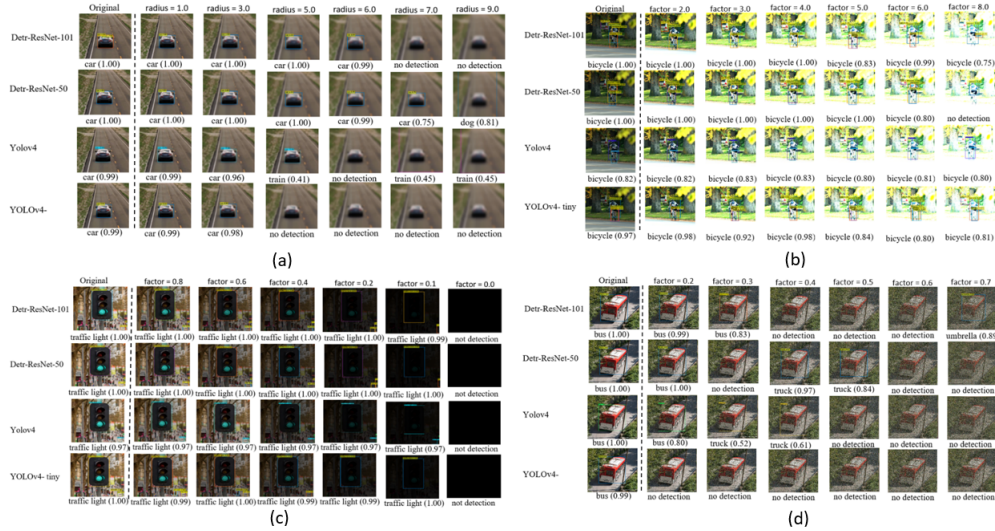 Original radius = 1.0 radius = 3.0 radius = 5.0 radius = 6.0 radius = 7.0 radius = 9.0
Detr-ResNet-101
car (1.00) car (1.00) car (1.00) car (1.00) car (0.99) no detection no detection
Detr-ResNet-50
car (1.00) car (1.00) car (1.00) car (1.00) car (0.99) car (0.75) dog (0.81)
Yolov4
car (0.99) car (0.99) car (0.96) train (0.41) no detection train (0.45) train (0.45)
YOLOv4-
car (0.99) car (0.99) car (0.98) no detection no detection no detection no detection
(a)
Original factor = 2.0 factor = 3.0 factor = 4.0 factor = 5.0 factor = 6.0 factor = 8.0
Detr-ResNet-101
bicycle (1.00) bicycle (1.00) bicycle (1.00) bicycle (1.00) bicycle (0.83) bicycle (0.99) bicycle (0.75)
Detr-ResNet-50
bicycle (1.00) bicycle (1.00) bicycle (1.00) bicycle (1.00) bicycle (1.00) bicycle (0.80) no detection
Yolov4
bicycle (0.82) bicycle (0.82) bicycle (0.83) bicycle (0.83) bicycle (0.80) bicycle (0.81) bicycle (0.80)
YOLOv4- tiny
bicycle (0.97) bicycle (0.98) bicycle (0.92) bicycle (0.98) bicycle (0.84) bicycle (0.80) bicycle (0.81)
(b)
Original factor = 0.8 factor = 0.6 factor = 0.4 factor = 0.2 factor = 0.1 factor = 0.0
Detr-ResNet-101
traffic light (1.00) traffic light (1.00) traffic light (1.00) traffic light (1.00) traffic light (1.00) traffic light (0.99) not detection
Detr-ResNet-50
traffic light (1.00) traffic light (1.00) traffic light (1.00) traffic light (1.00) traffic light (1.00) traffic light (1.00) not detection
Yolov4
traffic light (0.97) traffic light (0.97) traffic light (0.97) traffic light (0.97) traffic light (0.97) traffic light (0.97) not detection
YOLOv4- tiny
traffic light (1.00) traffic light (0.99) traffic light (1.00) traffic light (0.99) traffic light (0.99) traffic light (1.00) not detection
(c)
Original factor = 0.2 factor = 0.3 factor = 0.4 factor = 0.5 factor = 0.6 factor = 0.7
Detr-ResNet-101
bus (1.00) bus (0.99) bus (0.83) no detection no detection no detection umbrella (0.89
Detr-ResNet-50
bus (1.00) bus (1.00) no detection truck (0.97) truck (0.84) no detection no detection
Yolov4
bus (1.00) bus (0.80) truck (0.52) truck (0.61) no detection no detection no detection
YOLOv4-
bus (0.99) no detection no detection no detection no detection no detection no detection
(d)